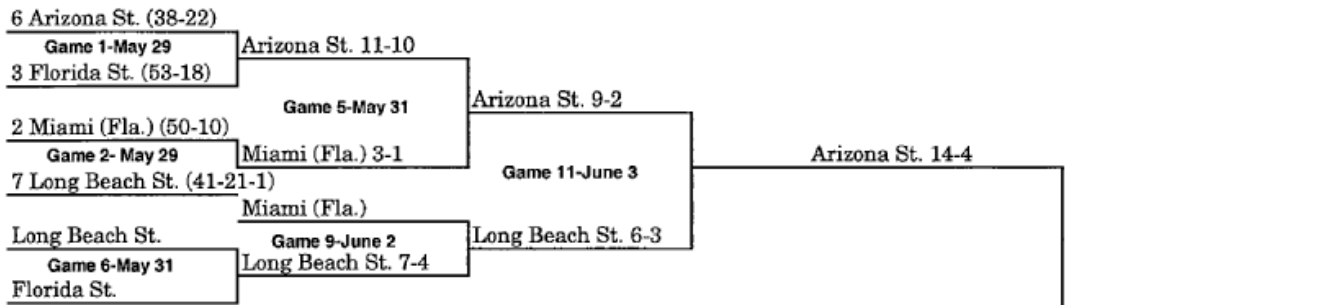 6 Arizona St. (38-22)
Game 1-May 29
Arizona St. 11-10
3 Florida St. (53-18)
Game 5-May 31
Arizona St. 9-2
2 Miami (Fla.) (50-10)
Game 2- May 29
Miami (Fla.) 3-1
Arizona St. 14-4
Game 11-June 3
7 Long Beach St. (41-21-1)
Miami (Fla.)
Long Beach St.
Game 9-June 2
Long Beach St. 6-3
Game 6-May 31
Long Beach St. 7-4
Florida St.